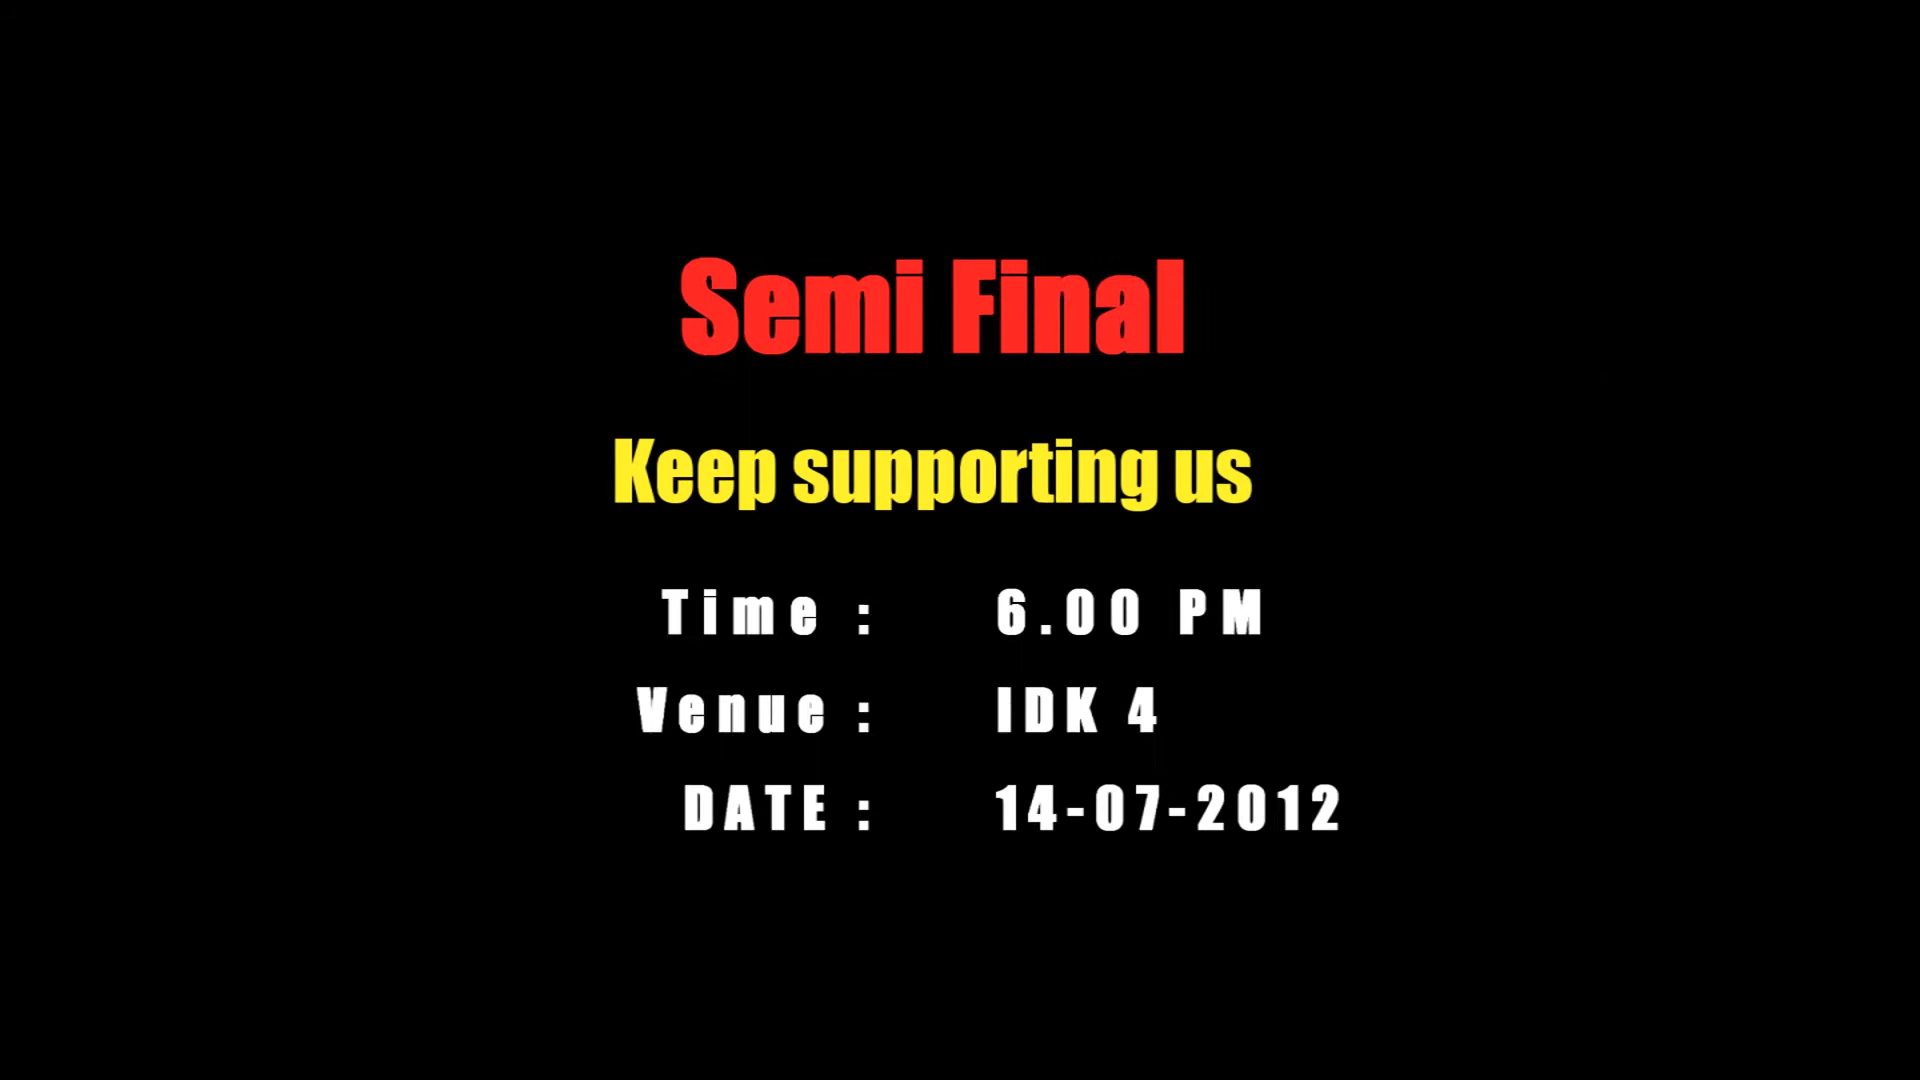 Semi Final
Keep supporting us
Time : 6.00 PM
Venue : IDK 4
DATE : 14-07-2012